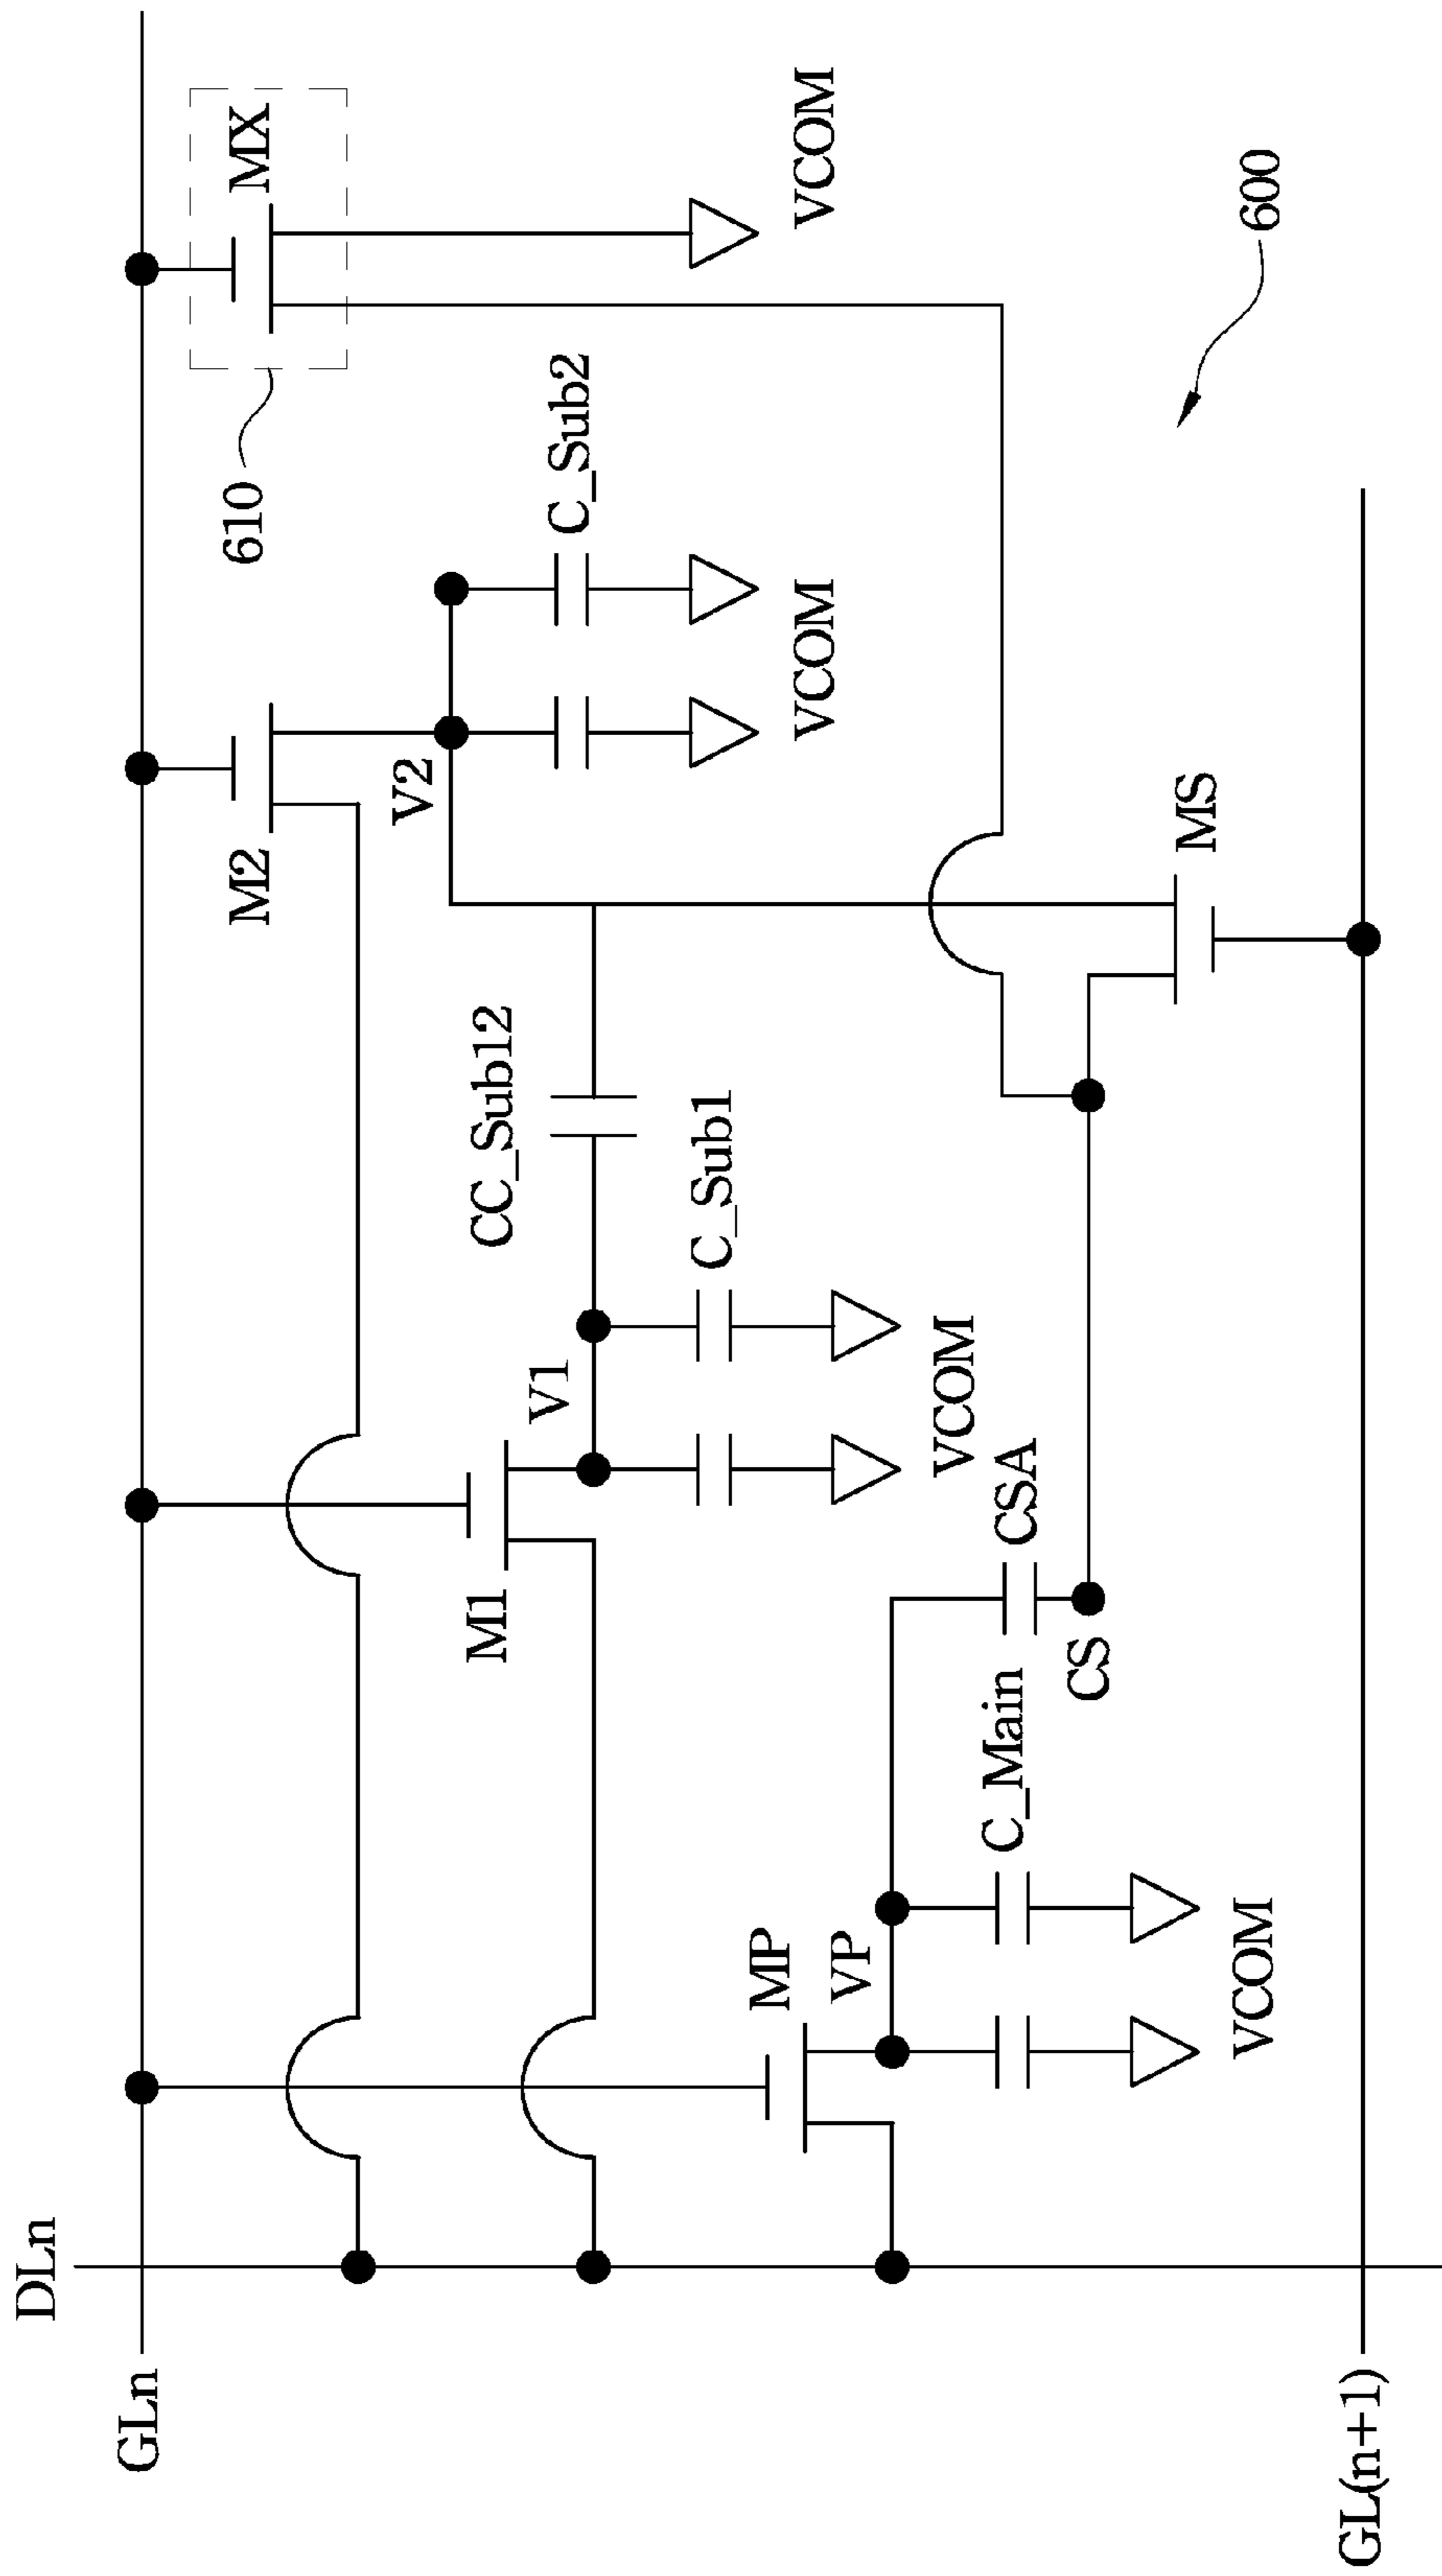 DLn
GLn
M2
610
MX
V2
M1
CC_Sub12
V1
C_Sub2
C_Sub1
MP
VCOM
VCOM
VP
VCOM
C_Main
CSA
CS
MS
VCOM
600
GL(n+1)